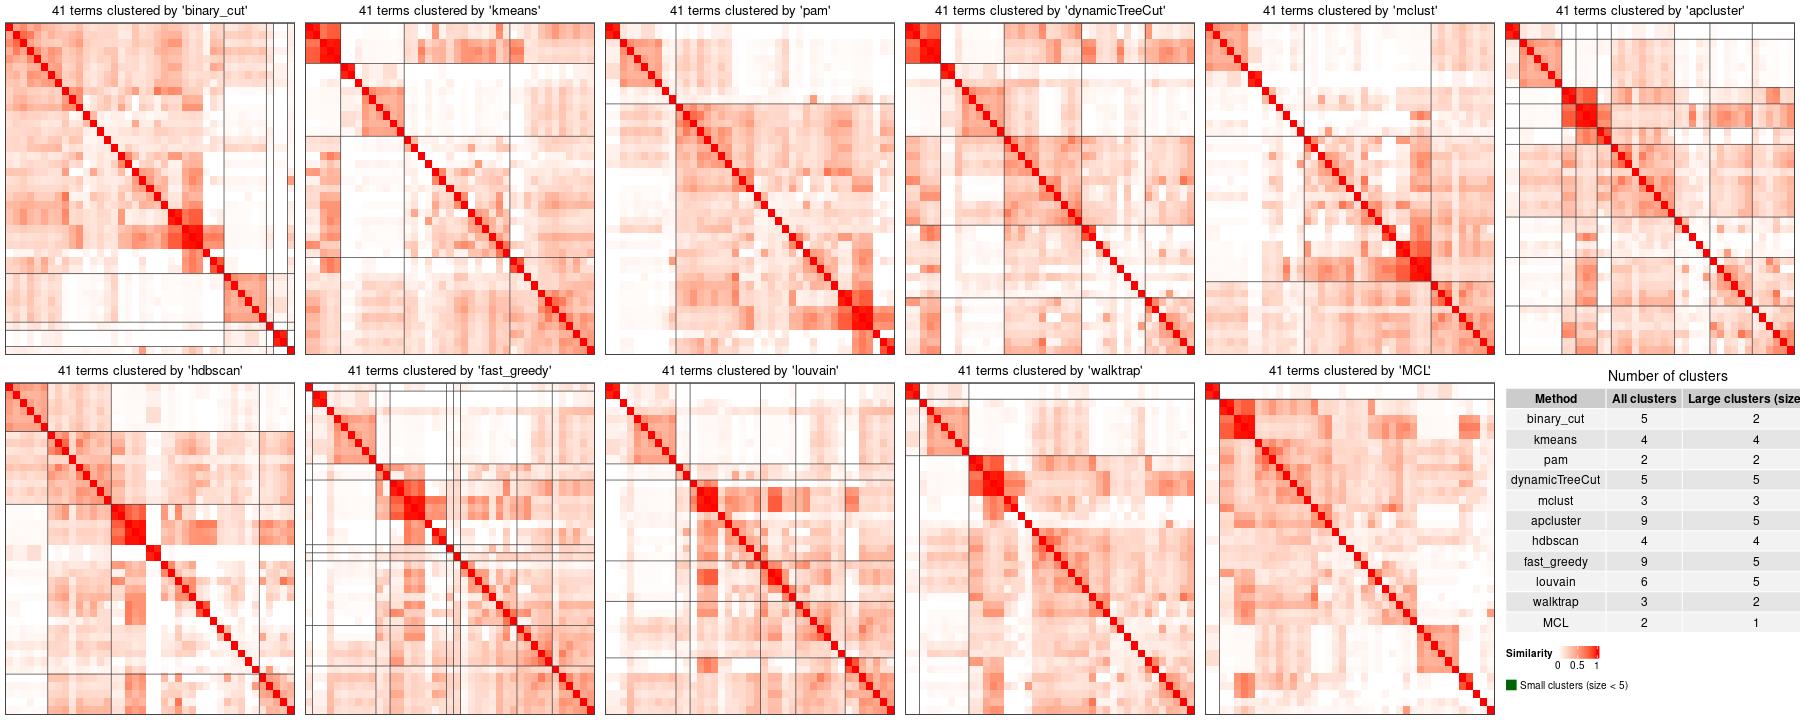 41 terms clustered by 'binary_cut'
41 terms clustered by 'kmeans'
41 terms clustered by 'pam'
41 terms clustered by 'dynamicTreeCut'
41 terms clustered by 'mclust'
41 terms clustered by 'apcluster'
41 terms clustered by 'hdbscan'
41 terms clustered by 'fast_greedy'
41 terms clustered by 'louvain'
41 terms clustered by 'walktrap'
41 terms clustered by 'MCL'
Number of clusters
Method All clusters Large clusters (size
binary_cut 5 2
kmeans 4 4
pam 2 2
dynamicTreeCut 5 5
mclust 3 3
apcluster 9 5
hdbscan 4 4
fast_greedy 9 5
louvain 6 5
walktrap 3 2
MCL 2 1
Similarity
0 0.5 1
Small clusters (size < 5)